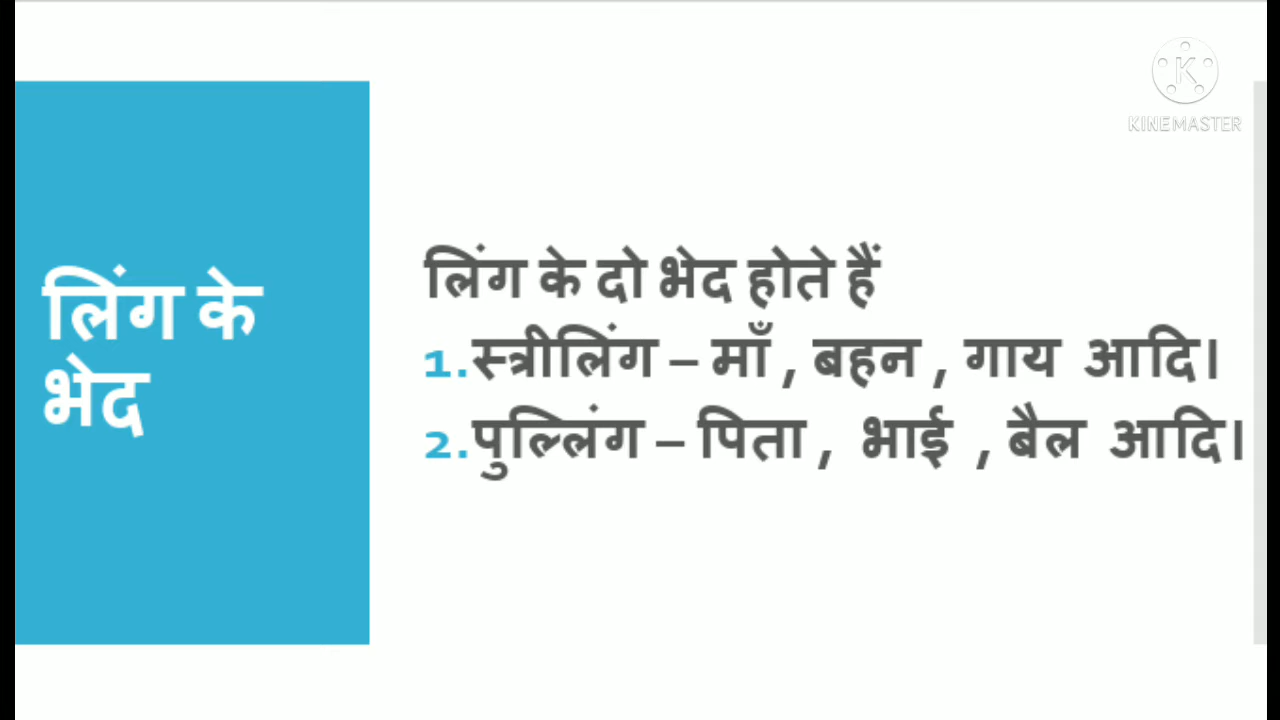 लिंग के
भेद
लिंग के दो भेद होते हैं
1.स्त्रीलिंग – माँ , बहन , गाय आदि।
2.पुल्लिंग – पिता , भाई , बैल आदि।
K
KINEMASTER